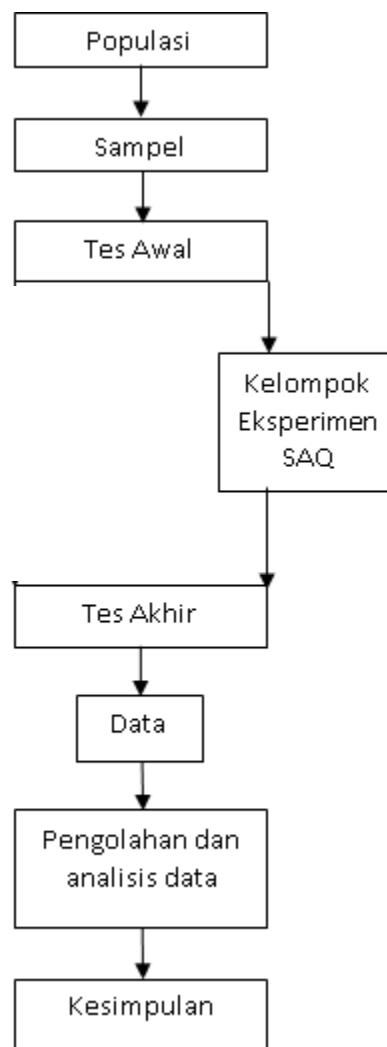 Populasi
Sampel
Tes Awal
Kelompok
Eksperimen
SAQ
Tes Akhir
Data
Pengolahan dan
analisis data
Kesimpulan